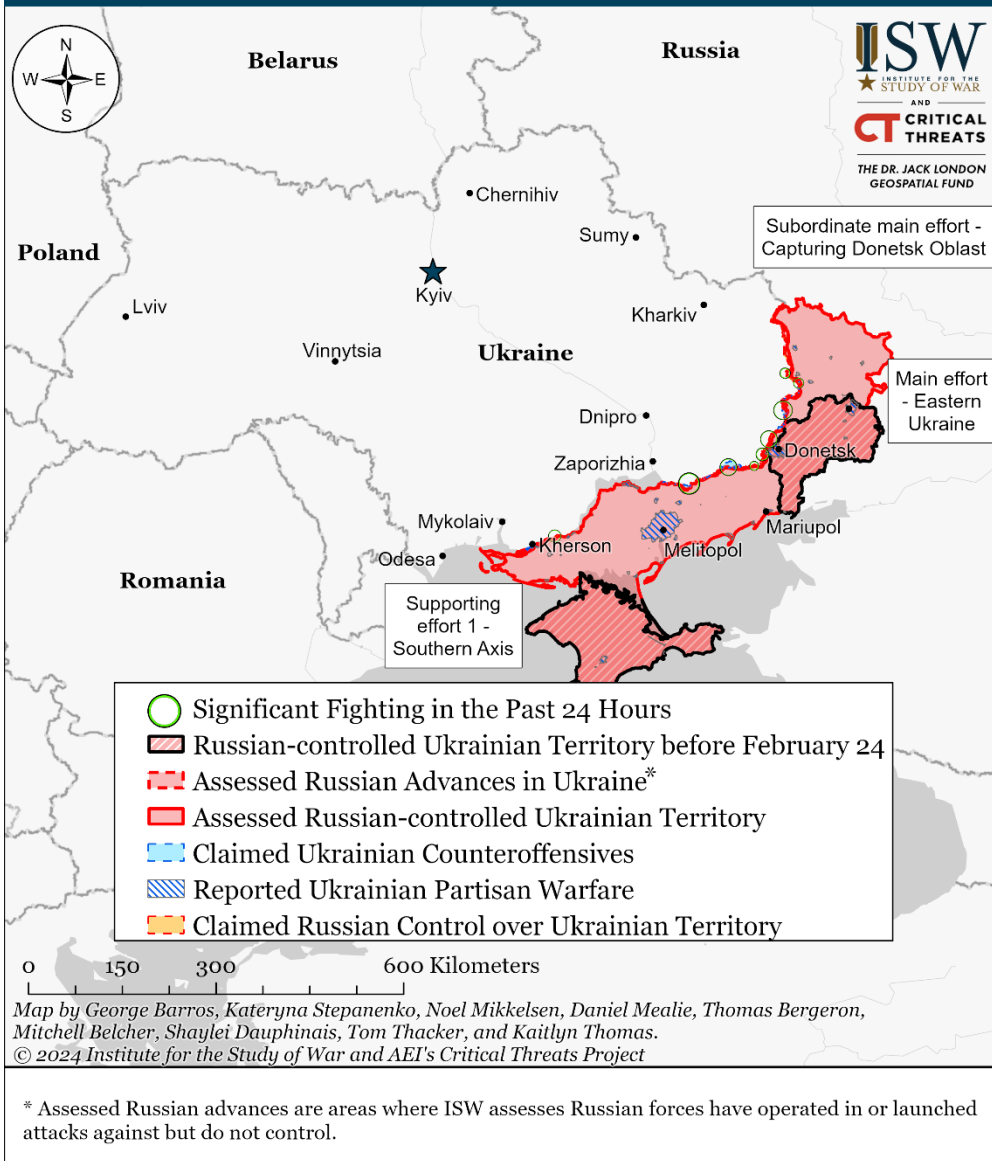 N
W
E
S
Belarus
Russia
ISW
INSTITUTE FOR THE
STUDY OF WAR
AND
CT CRITICAL
THREATS
THE DR. JACK LONDON
GEOSPATIAL FUND
Chernihiv
Subordinate main effort -
Capturing Donetsk Oblast
Sumy
Poland
Kyiv
Lviv
Kharkiv
Vinnytsia
Ukraine
Main effort
- Eastern
Ukraine
Dnipro
Donetsk
Zaporizhia
Mykolaiv
Mariupol
Kherson
Melitopol
Odesa
Romania
Supporting
effort 1 -
Southern Axis
Significant Fighting in the Past 24 Hours
Russian-controlled Ukrainian Territory before February 24
Assessed Russian Advances in Ukraine*
Assessed Russian-controlled Ukrainian Territory
Claimed Ukrainian Counteroffensives
Reported Ukrainian Partisan Warfare
Claimed Russian Control over Ukrainian Territory
0 150 300 600 Kilometers
Map by George Barros, Kateryna Stepanenko, Noel Mikkelsen, Daniel Mealie, Thomas Bergeron,
Mitchell Belcher, Shaylei Dauphinais, Tom Thacker, and Kaitlyn Thomas.
© 2024 Institute for the Study of War and AEI's Critical Threats Project
* Assessed Russian advances are areas where ISW assesses Russian forces have operated in or launched
attacks against but do not control.